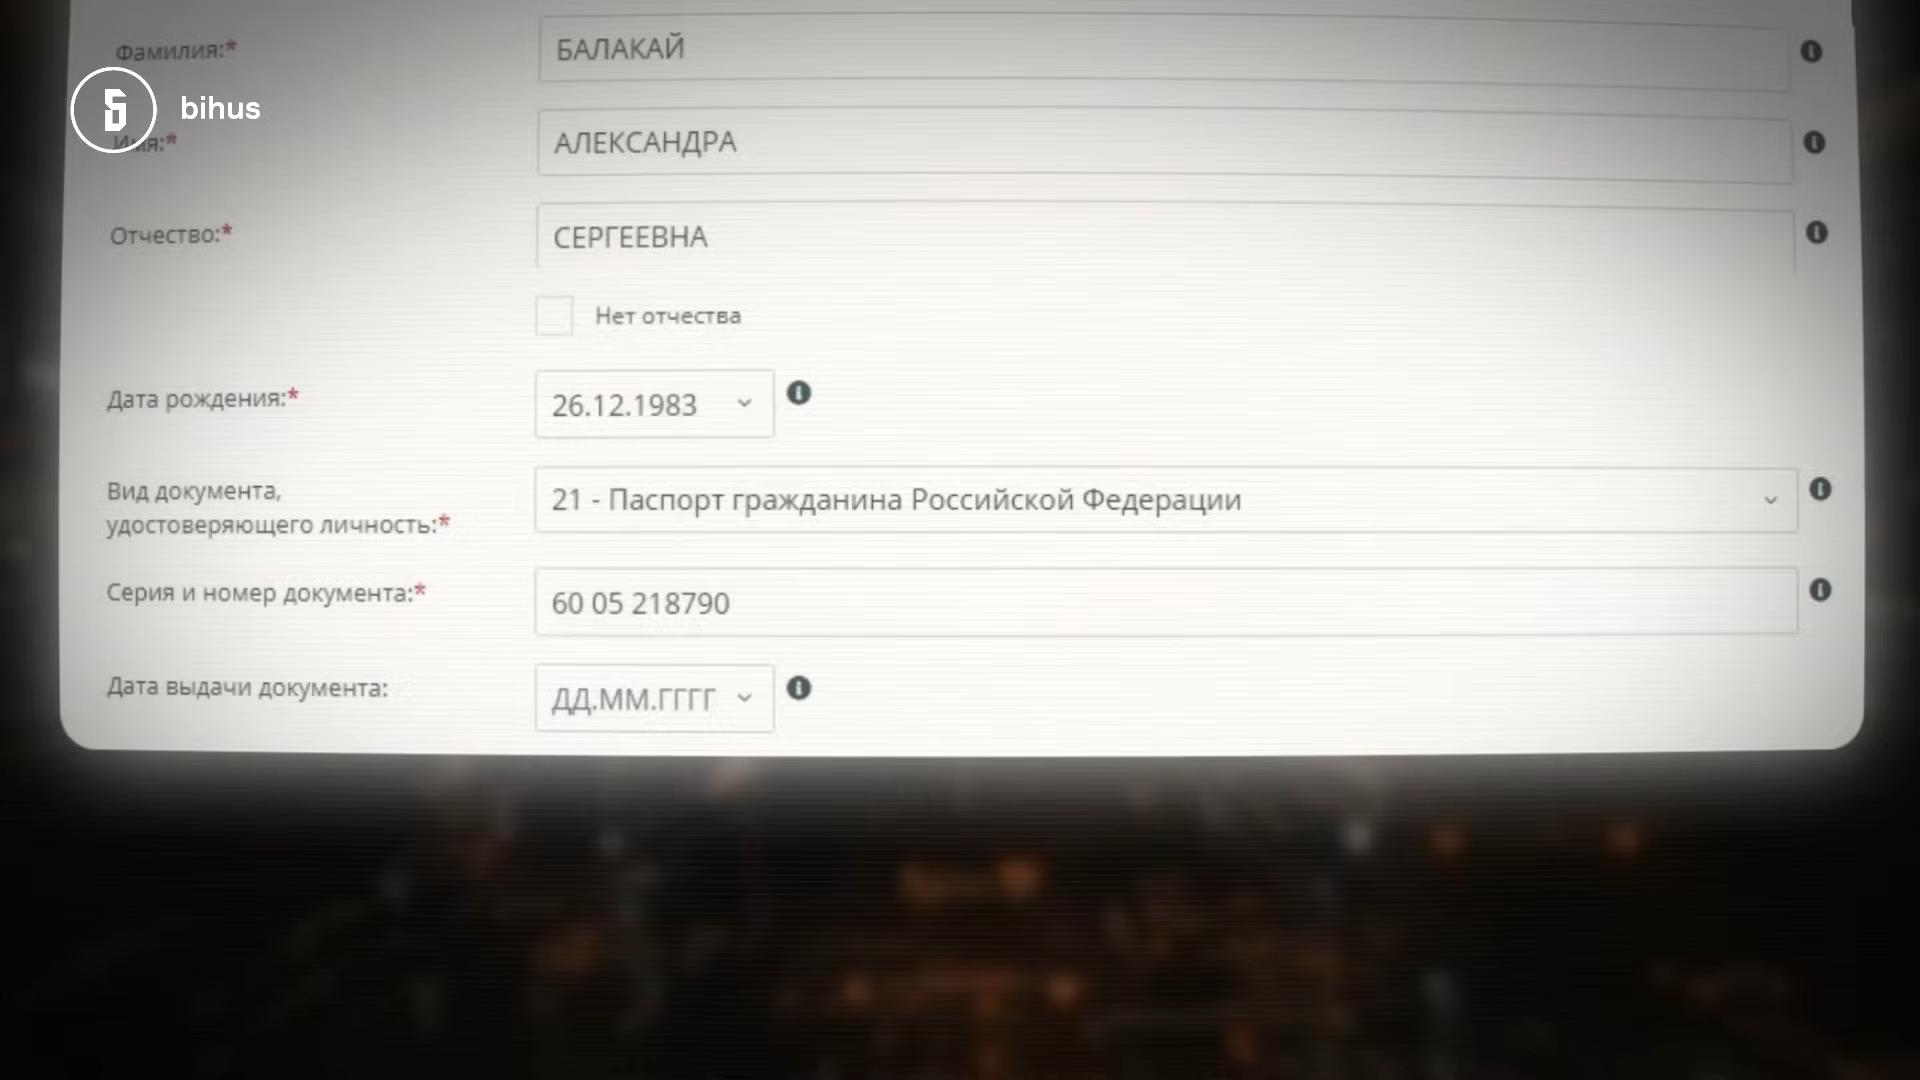 Фамилия:*
БАЛАКАЙ
bihus
Имя:*
АЛЕКСАНДРА
Отчество:*
СЕРГЕЕВНА
Нет отчества
Дата рождения:*
26.12.1983
Вид документа,
удостоверяющего личность:*
21 - Паспорт гражданина Российской Федерации
Серия и номер документа:*
60 05 218790
Дата выдачи документа:
ДД.ММ.ГГГГ